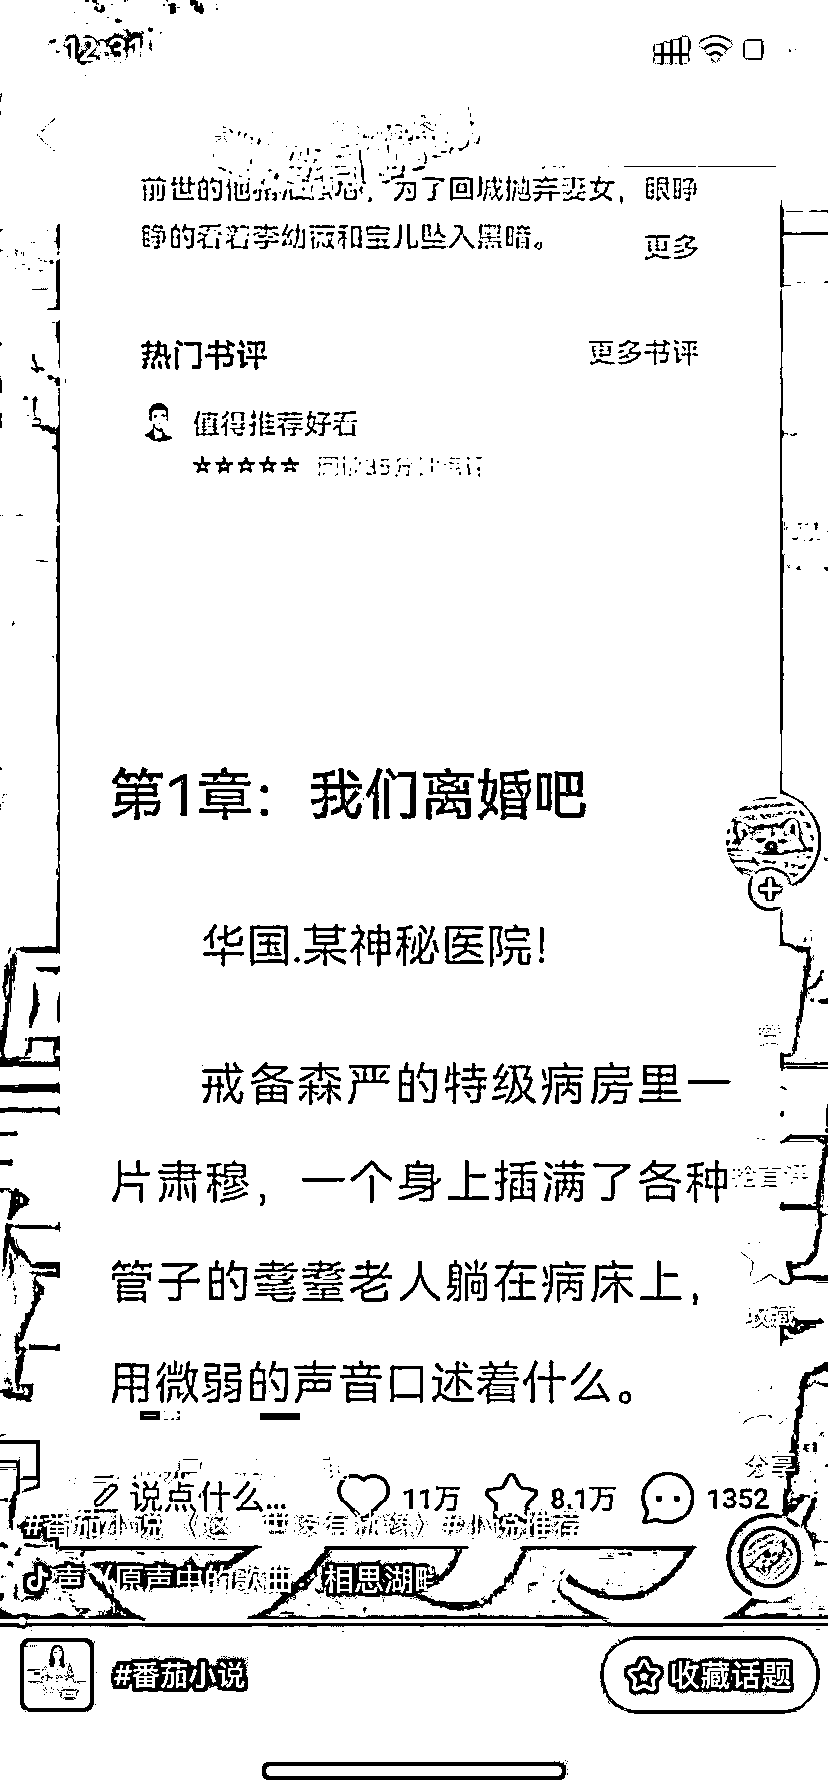 12:31
前世的他 为了回城抛弃妻女，眼睁
睁的看着李幼薇和宝儿坠入黑暗。
更多
热门书评
更多书评
值得推荐好看
☆☆☆☆☆
第1章：我们离婚吧
华国.某神秘医院！
戒备森严的特级病房里一
片肃穆，一个身上插满了各种
抢首评
管子的耄耋老人躺在病床上，
收藏
用微弱的声音口述着什么。
分享
说点什么...
11万
8.1万
1352
#番茄小说 #小说推荐
原声中的歌曲：相思湖畔
#番茄小说
收藏话题